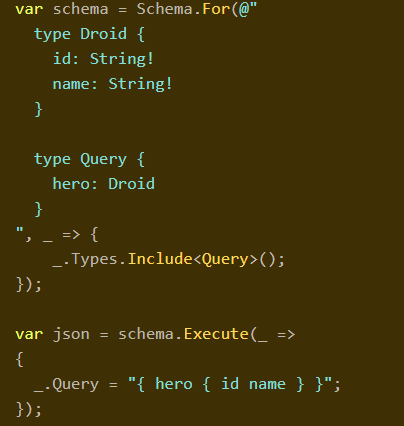 var schema = Schema.For(@"
  type Droid {
    id: String!
    name: String!
  }

  type Query {
    hero: Droid
  }
", _ => {
    _.Types.Include<Query>();
});

var json = schema.Execute(_ =>
{
  _.Query = "{ hero { id name } }";
});